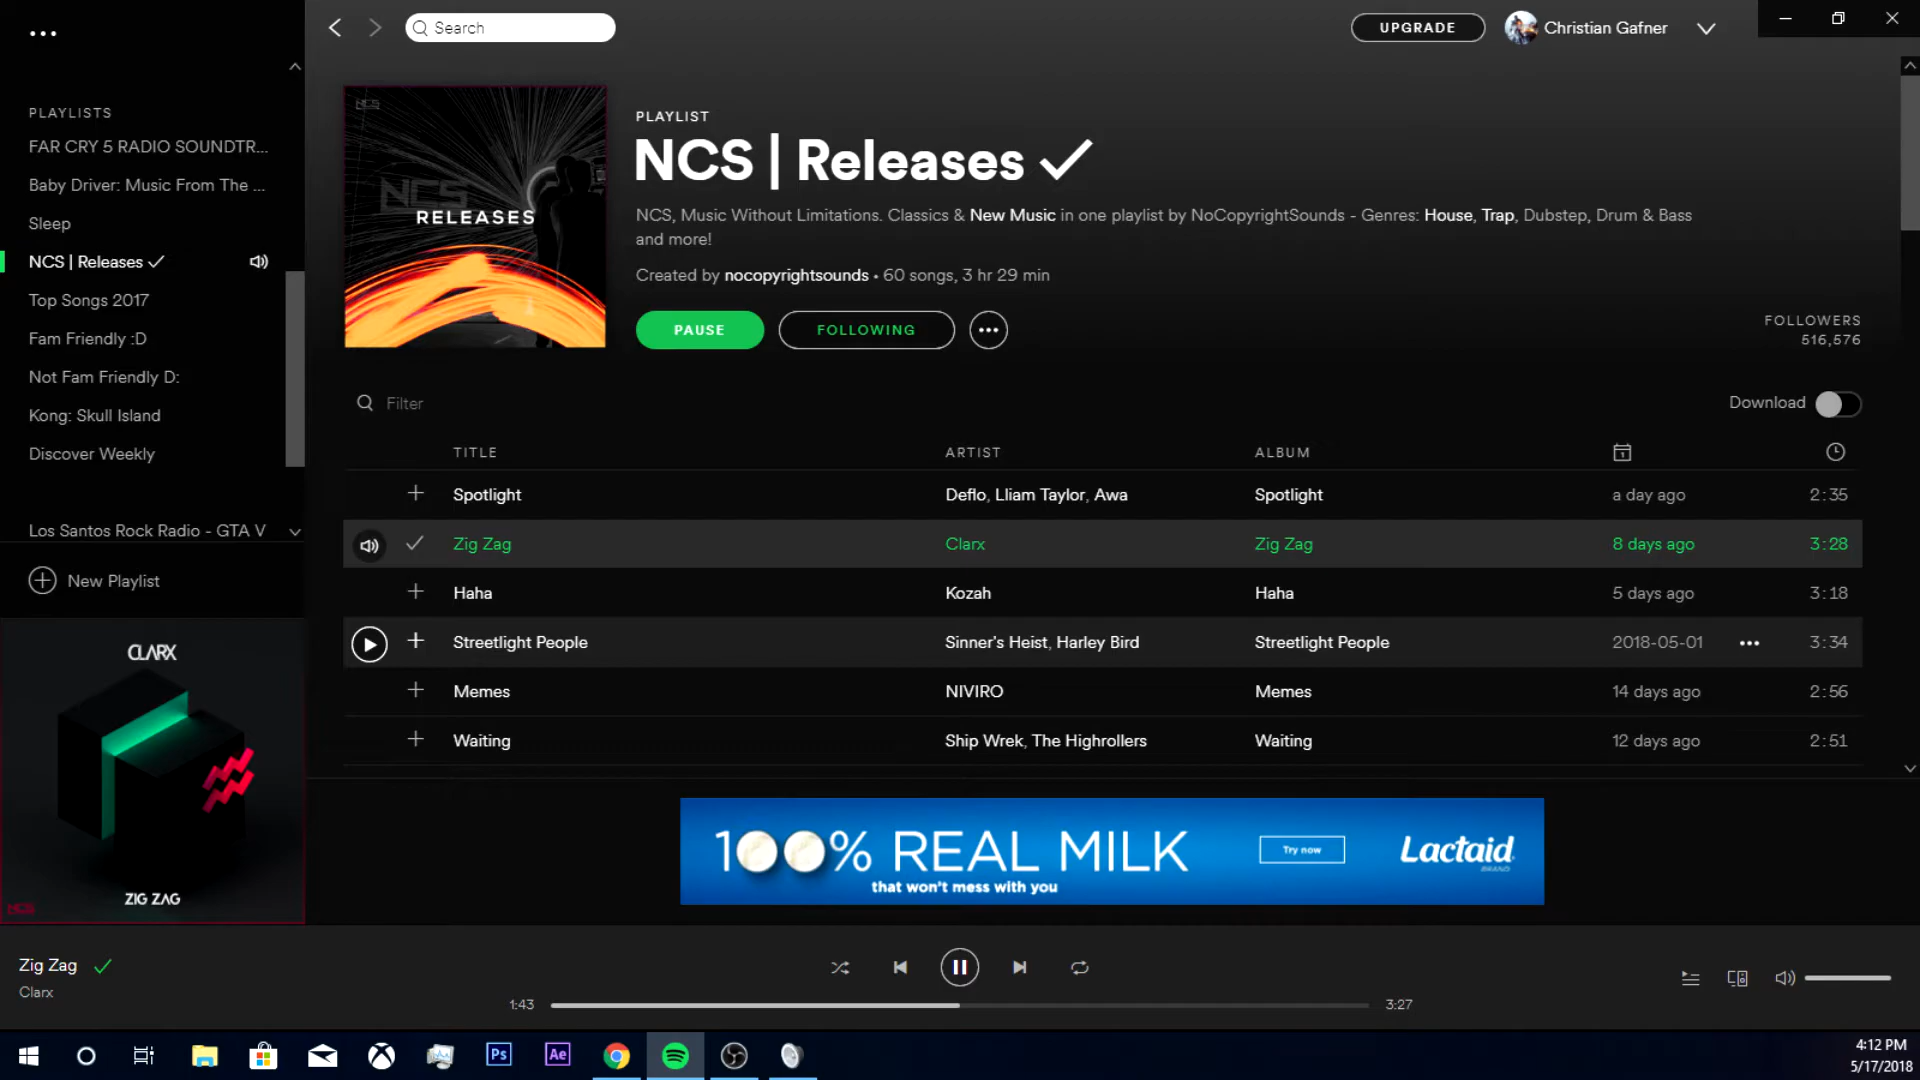 Search
UPGRADE
Christian Gafner
PLAYLISTS
FAR CRY 5 RADIO SOUNDTR...
Baby Driver: Music From The ...
Sleep
NCS | Releases ✓
Top Songs 2017
Fam Friendly :D
Not Fam Friendly D:
Kong: Skull Island
Discover Weekly
Los Santos Rock Radio - GTA V
New Playlist
CLARX
ZIG ZAG
NCS
NCS
NCS
RELEASES
PLAYLIST
NCS | Releases ✓
NCS, Music Without Limitations. Classics & New Music in one playlist by NoCopyrightSounds - Genres: House, Trap, Dubstep, Drum & Bass
and more!
Created by nocopyrightsounds • 60 songs, 3 hr 29 min
PAUSE
FOLLOWING
FOLLOWERS
516,576
Filter
Download
TITLE ARTIST ALBUM
Spotlight Deflo, Lliam Taylor, Awa Spotlight a day ago 2:35
Zig Zag Clarx Zig Zag 8 days ago 3:28
Haha Kozah Haha 5 days ago 3:18
Streetlight People Sinner's Heist, Harley Bird Streetlight People 2018-05-01 3:34
Memes NIVIRO Memes 14 days ago 2:56
Waiting Ship Wrek, The Highrollers Waiting 12 days ago 2:51
100% REAL MILK
that won't mess with you
Try now
Lactaid
BRAND
Zig Zag
Clarx
1:43
3:27
Ps
Ae
4:12 PM
5/17/2018